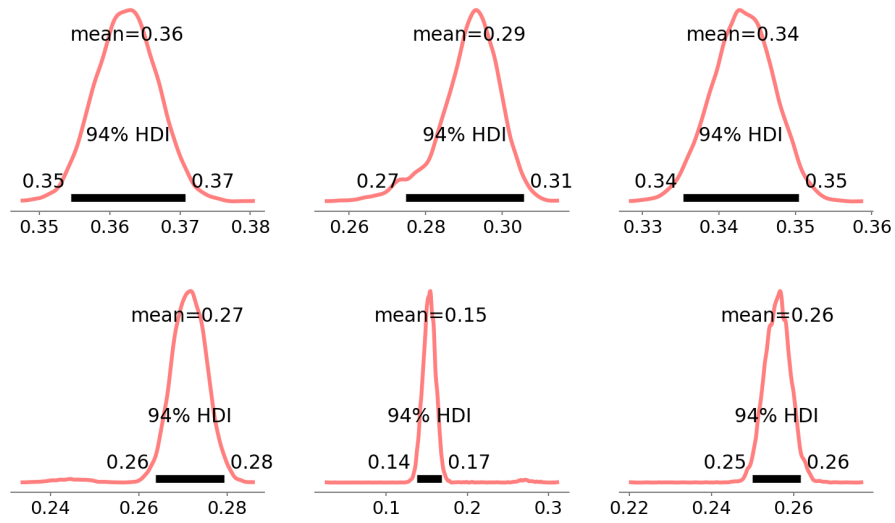 mean=0.36
94% HDI
0.35 0.37
0.35 0.36 0.37 0.38
mean=0.29
94% HDI
0.27 0.31
0.26 0.28 0.30
mean=0.34
94% HDI
0.34 0.35
0.33 0.34 0.35 0.36
mean=0.27
94% HDI
0.26 0.28
0.24 0.26 0.28
mean=0.15
94% HDI
0.14 0.17
0.1 0.2 0.3
mean=0.26
94% HDI
0.25 0.26
0.22 0.24 0.26